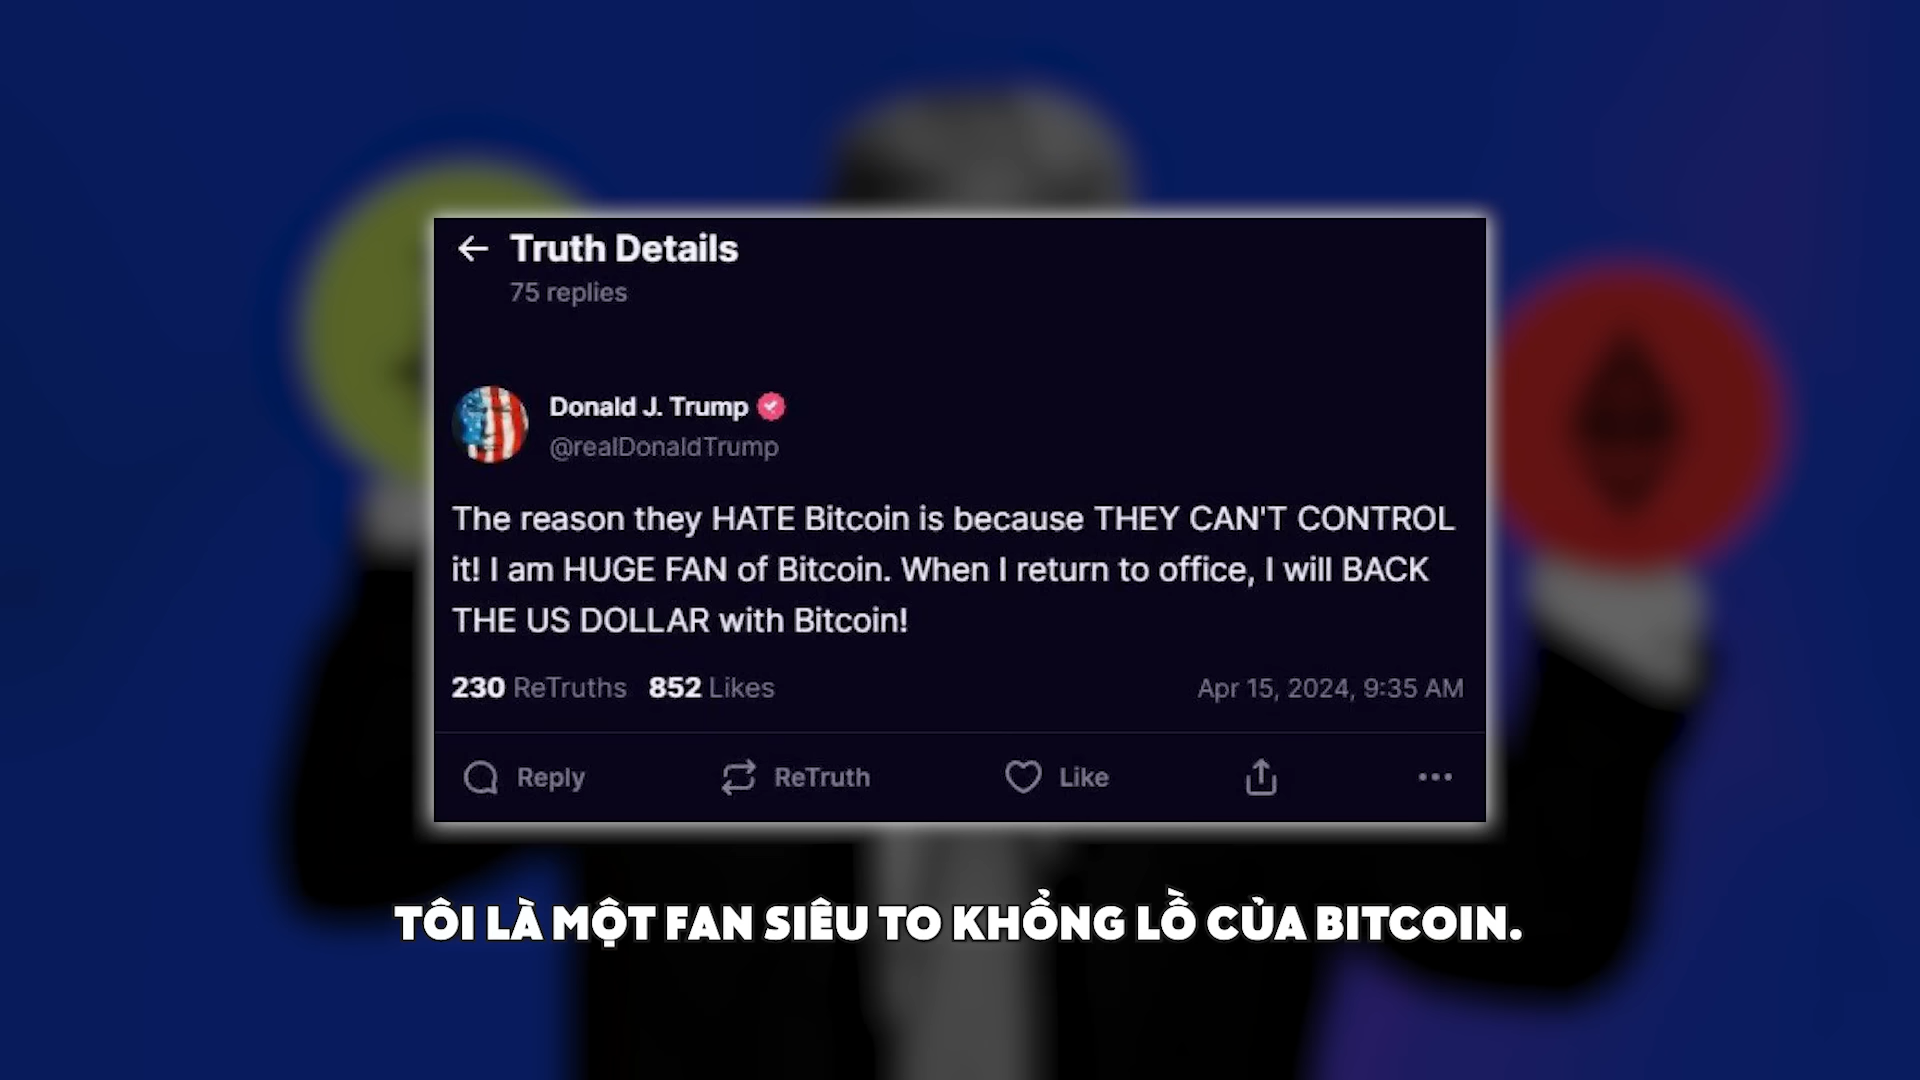 Truth Details
75 replies
Donald J. Trump
@realDonaldTrump
The reason they HATE Bitcoin is because THEY CAN'T CONTROL
it! I am HUGE FAN of Bitcoin. When I return to office, I will BACK
THE US DOLLAR with Bitcoin!
230 ReTruths 852 Likes Apr 15, 2024, 9:35 AM
Reply ReTruth Like
TÔI LÀ MỘT FAN SIÊU TO KHỔNG LỒ CỦA BITCOIN.